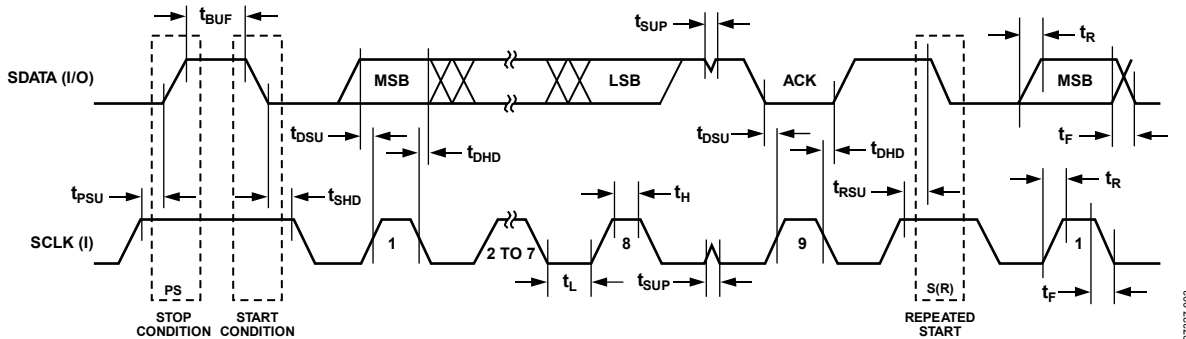 tBUF
tSUP
tR
SDATA (I/O)
MSB
LSB
ACK
MSB
tDSU
tDHD
tDSU
tDHD
tF
tPSU
tSHD
tH
tRSU
tR
SCLK (I)
1
2 TO 7
8
9
1
tL
tSUP
tF
PS
S(R)
STOP CONDITION
START CONDITION
REPEATED START